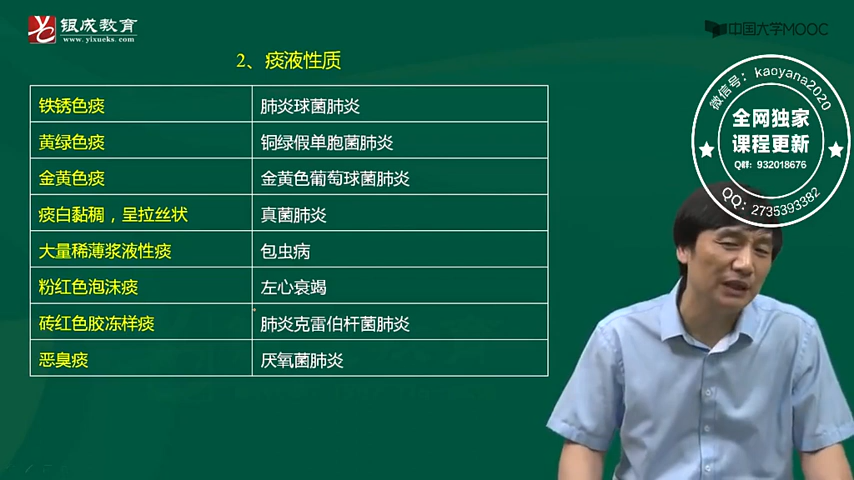 银成教育
www.yixueks.com
中国大学MOOC
2、痰液性质
铁锈色痰 肺炎球菌肺炎
黄绿色痰 铜绿假单胞菌肺炎
金黄色痰 金黄色葡萄球菌肺炎
痰白黏稠，呈拉丝状 真菌肺炎
大量稀薄浆液性痰 包虫病
粉红色泡沫痰 左心衰竭
砖红色胶冻样痰 肺炎克雷伯杆菌肺炎
恶臭痰 厌氧菌肺炎
微信号：kaoyana2020
全网独家
课程更新
Q群：932018676
QQ：2735393382